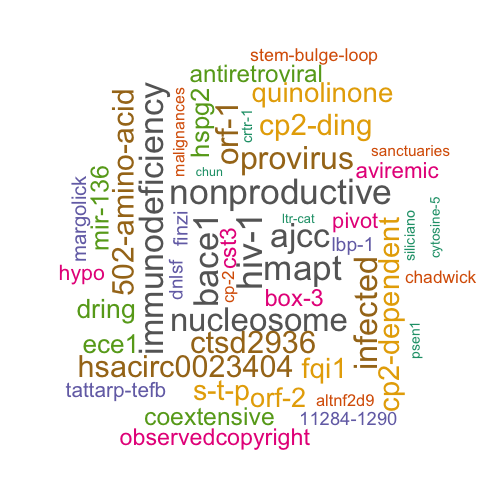 stem-bulge-loop
antiretroviral
quinolinone
malignances
hspg2
orf-1
crtr-1
cp2-ding
immunodeficiency
502-amino-acid
provirus
sanctuaries
chun
aviremic
mir-136
margolick
nonproductive
finzi
bace1
cst3
hiv-1
ltr-cat
ajcc
pivot
lbp-1
siliciano
cytosine-5
dnlsf
cp-2
mapt
infected
cp2-dependent
chadwick
hypo
box-3
dring
nucleosome
ece1
ctsd2936
psen1
hsacirc0023404
fqi1
tattarp-tefb
s-t-p
orf-2
altnf2d9
coextensive
11284-1290
observedcopyright